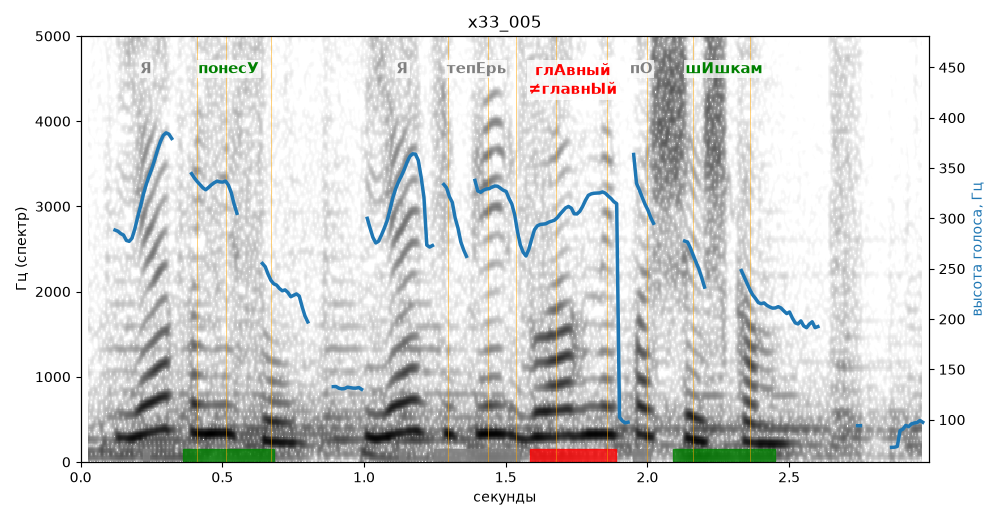 x33_005
5000
4000
3000
2000
1000
0
Гц (спектр)
Я понесУ Я тепЕрь глАвный пО шИшкам
≠главнЫй
450
400
350
300
250
200
150
100
высота голоса, Гц
0.0 0.5 1.0 1.5 2.0 2.5
секунды